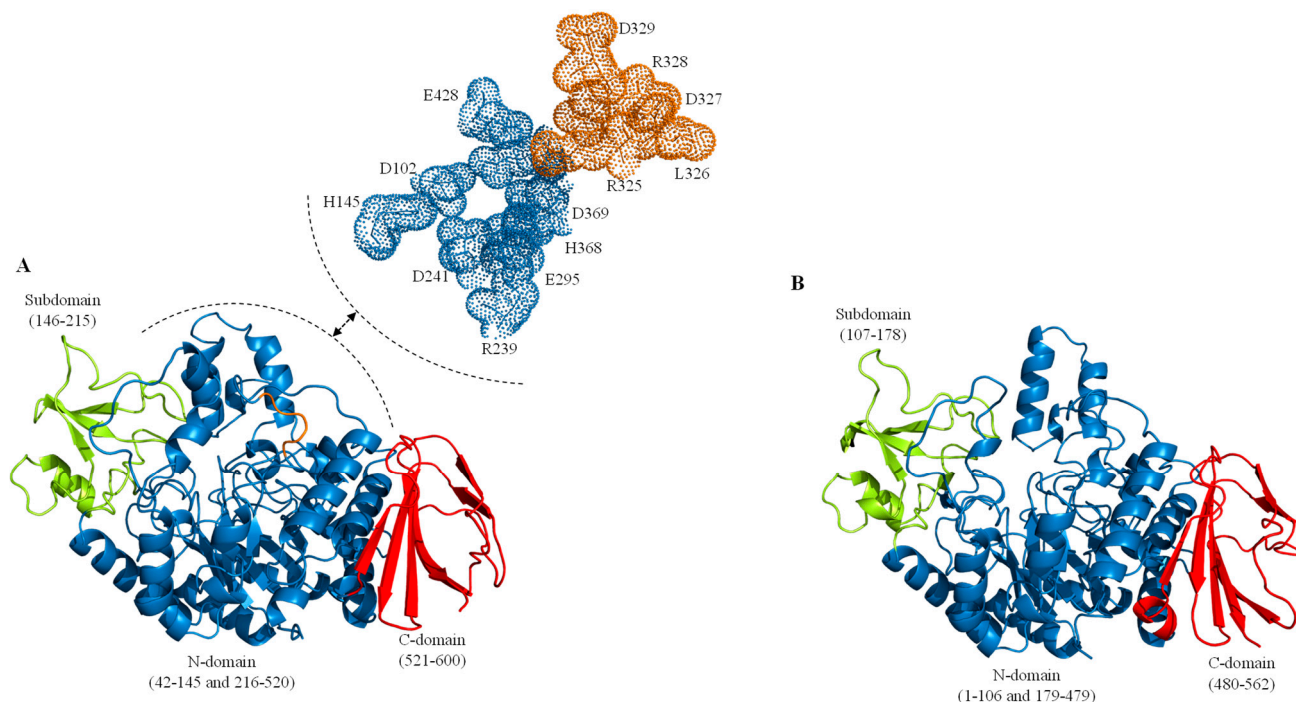 D329
R328
E428
D327
D102
L326
R325
H145
D369
H368
D241
E295
A
R239
Subdomain
(146-215)
C-domain
(521-600)
N-domain
(42-145 and 216-520)
B
Subdomain
(107-178)
C-domain
(480-562)
N-domain
(1-106 and 179-479)